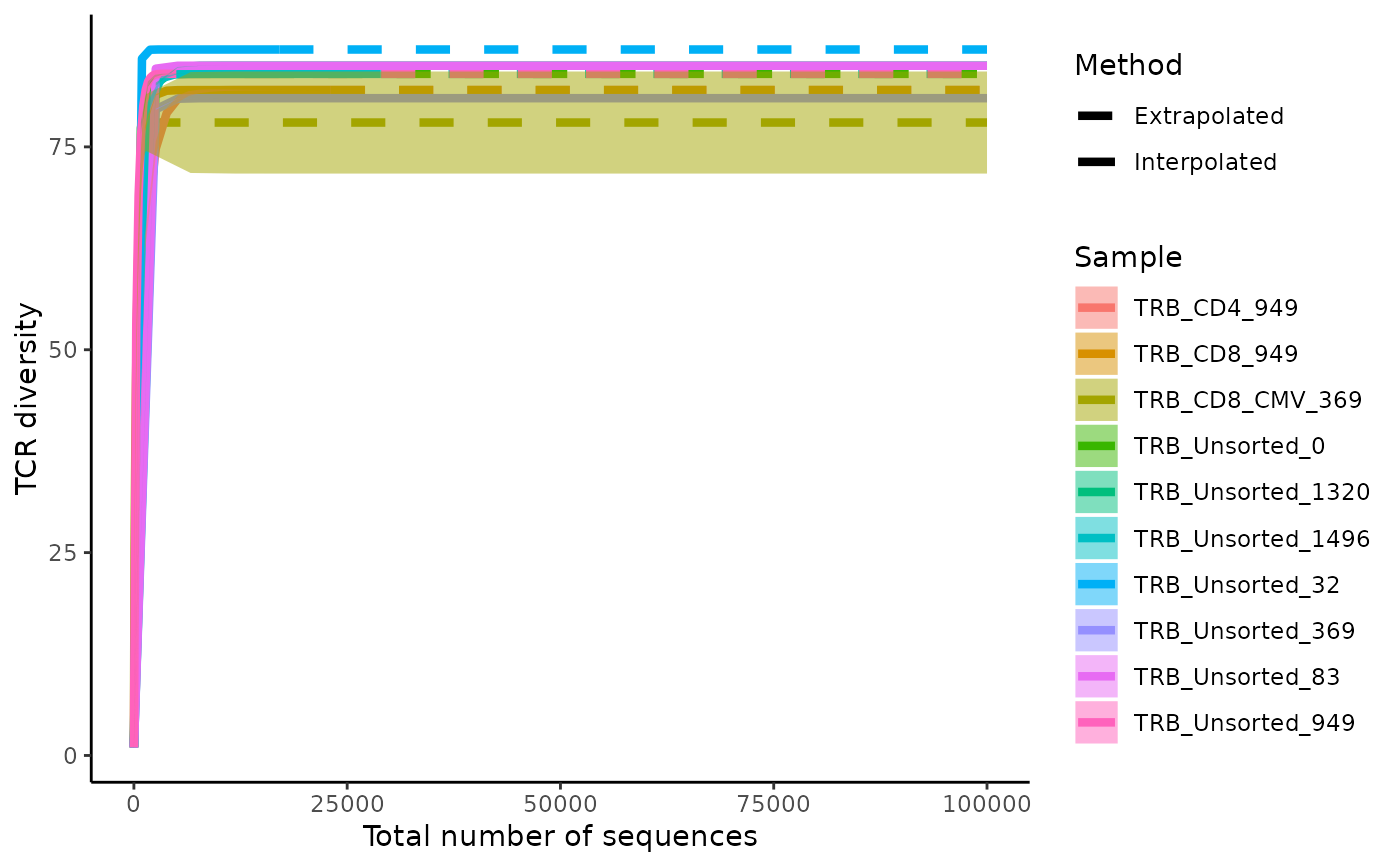 TCR diversity
75
50
25
0
0 25000 50000 75000 100000
Total number of sequences
Method
Extrapolated
Interpolated
Sample
TRB_CD4_949
TRB_CD8_949
TRB_CD8_CMV_369
TRB_Unsorted_0
TRB_Unsorted_1320
TRB_Unsorted_1496
TRB_Unsorted_32
TRB_Unsorted_369
TRB_Unsorted_83
TRB_Unsorted_949